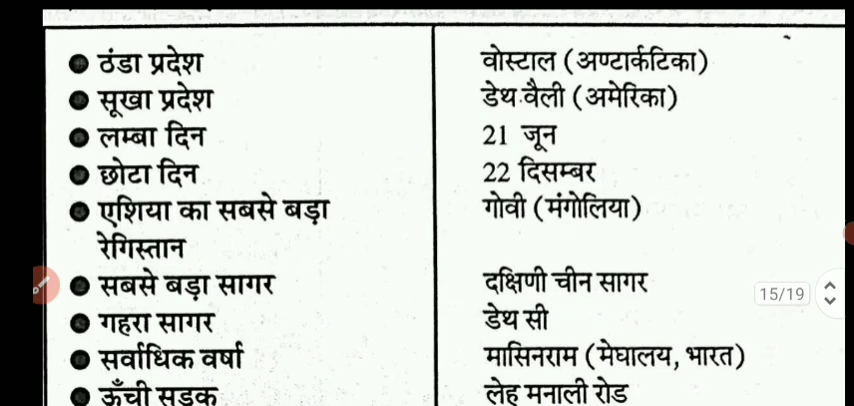 ठंडा प्रदेश वोस्टाल (अण्टार्कटिका)
सूखा प्रदेश डेथ वैली (अमेरिका)
लम्बा दिन 21 जून
छोटा दिन 22 दिसम्बर
एशिया का सबसे बड़ा गोवी (मंगोलिया)
रेगिस्तान
सबसे बड़ा सागर दक्षिणी चीन सागर
15/19
गहरा सागर डेथ सी
सर्वाधिक वर्षा मासिनराम (मेघालय, भारत)
ऊँची सड़क लेह मनाली रोड